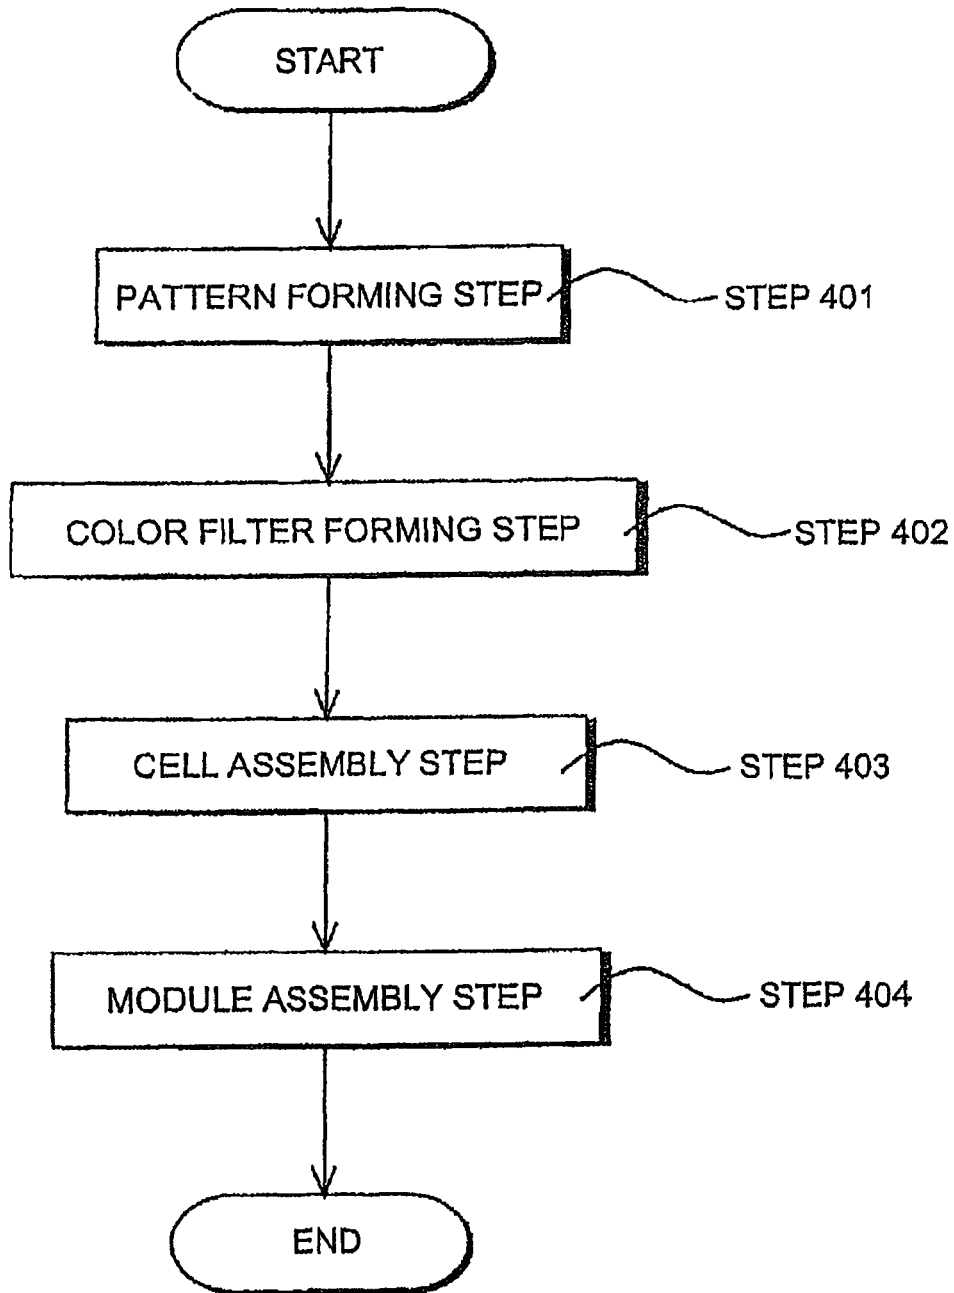 START
PATTERN FORMING STEP
STEP 401
COLOR FILTER FORMING STEP
STEP 402
CELL ASSEMBLY STEP
STEP 403
MODULE ASSEMBLY STEP
STEP 404
END